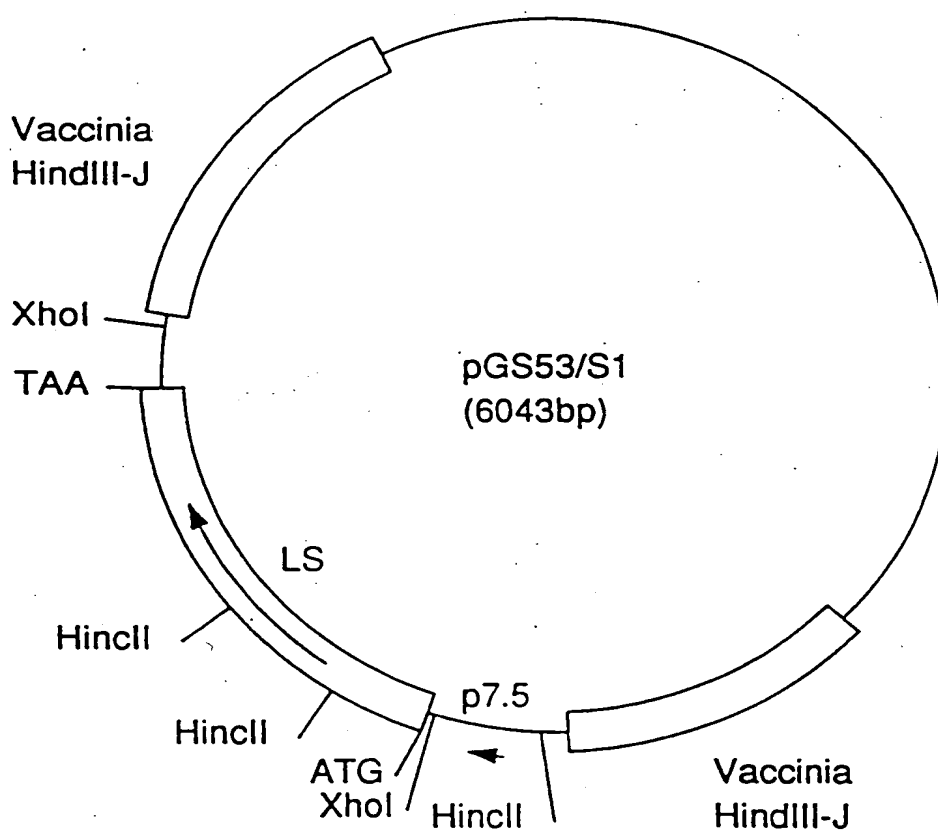 Vaccinia
HindIII-J
XhoI
TAA
pGS53/S1
(6043bp)
LS
HincII
HincII
p7.5
ATG
XhoI
HincII
Vaccinia
HindIII-J